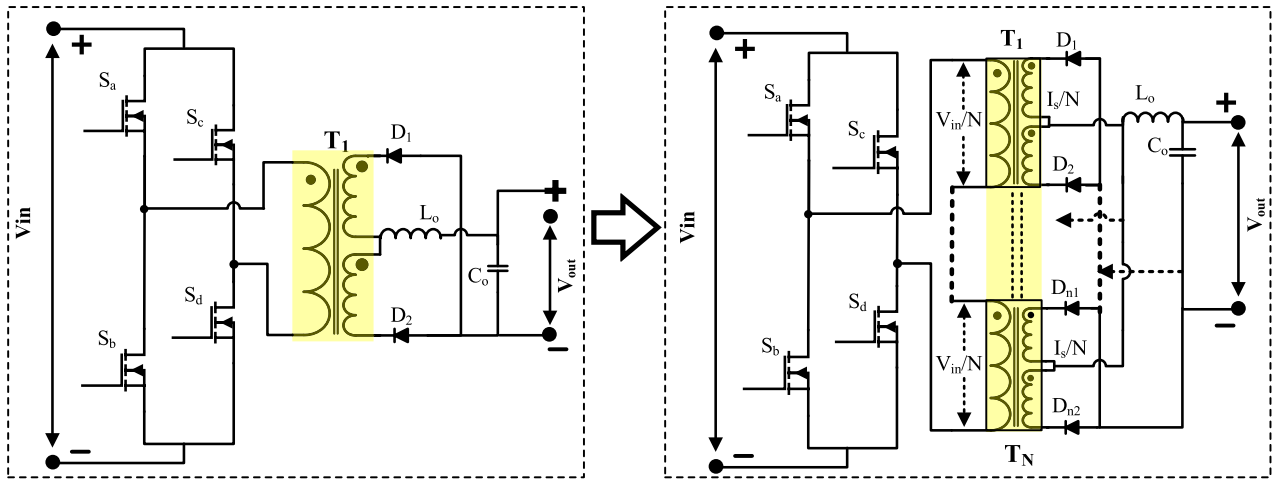 +
Vin
−
Sa
Sc
Sb
Sd
T1
D1
D2
Lo
Co
+
Vout
−
+
Vin
−
Sa
Sc
Sb
Sd
T1
Vin/N
D1
Is/N
D2
Lo
Co
+
Vout
−
Vin/N
Dn1
Is/N
Dn2
TN